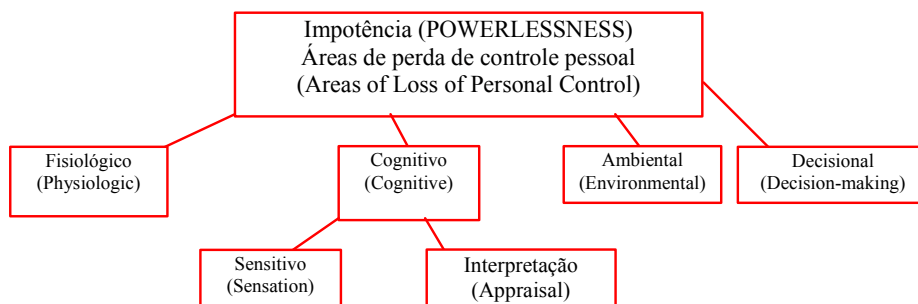 Impotência (POWERLESSNESS)
Áreas de perda de controle pessoal
(Areas of Loss of Personal Control)
Fisiológico
(Physiologic)
Cognitivo
(Cognitive)
Ambiental
(Environmental)
Decisional
(Decision-making)
Sensitivo
(Sensation)
Interpretação
(Appraisal)